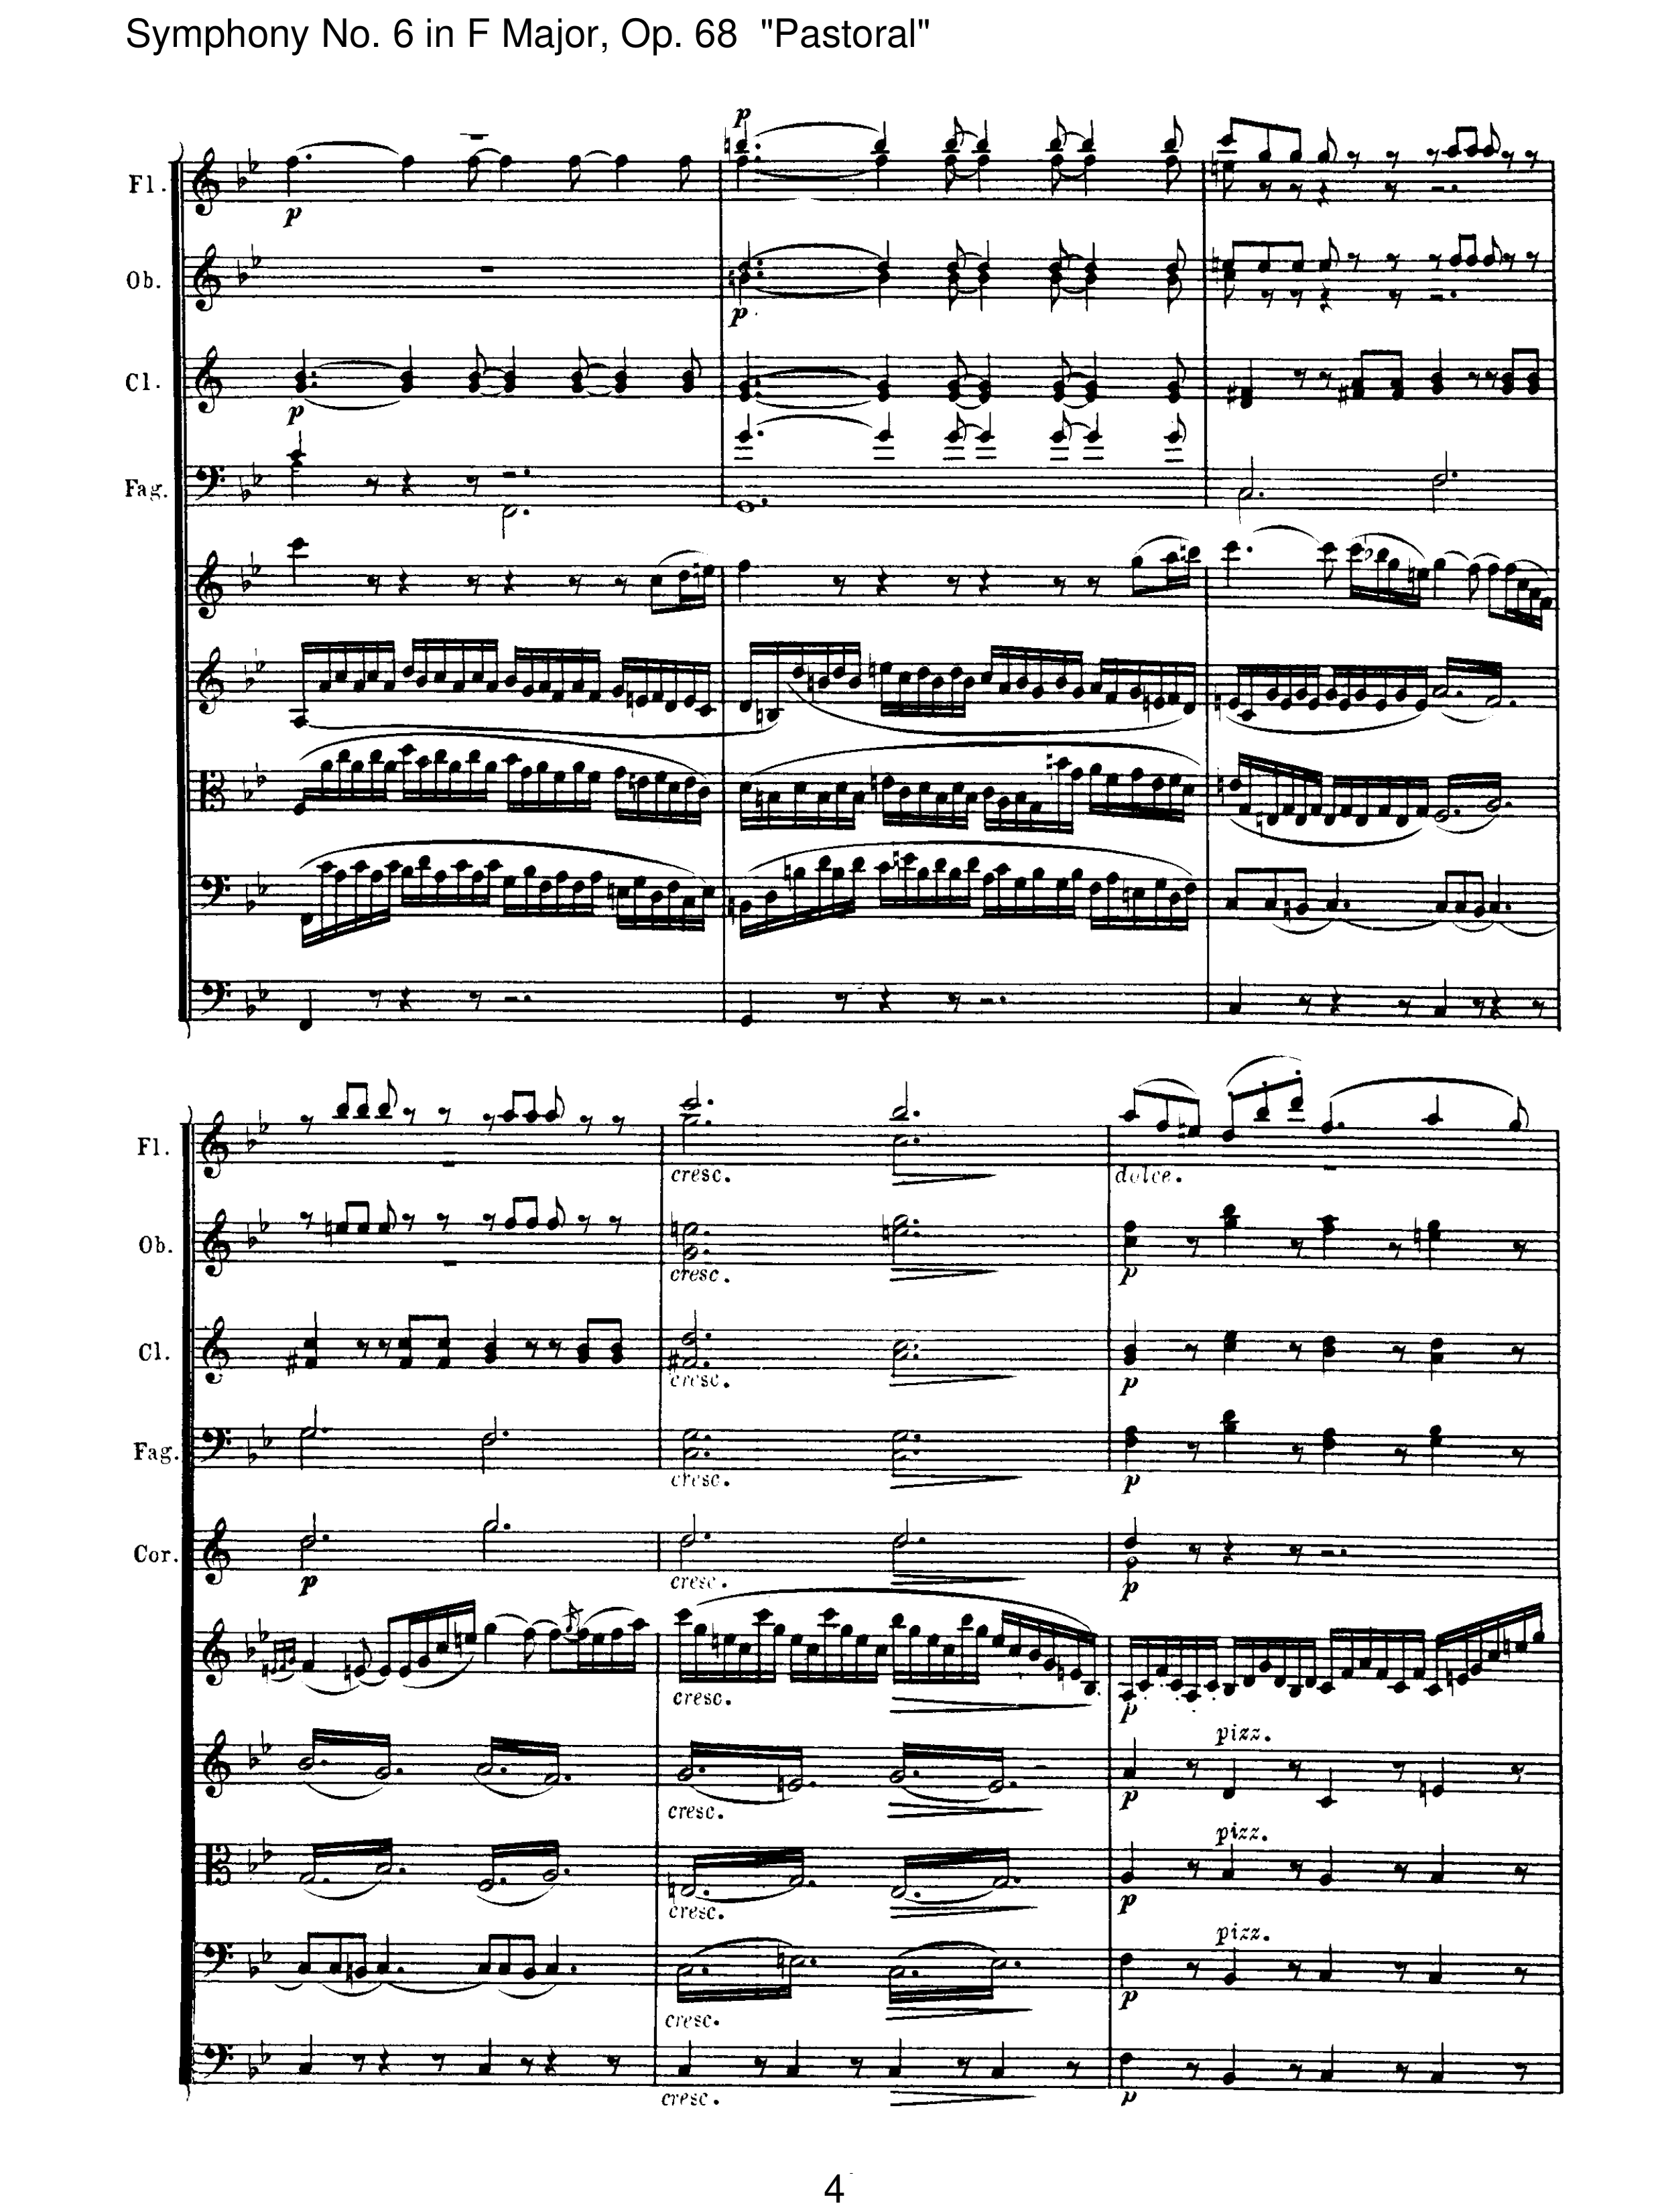 Symphony No. 6 in F Major, Op. 68 "Pastoral"
p
Fl.
p
Ob.
p
Cl.
p
Fag.
Fl.
cresc.
dolce.
Ob.
cresc.
p
Cl.
cresc.
p
Fag.
cresc.
p
Cor.
p
cresc.
p
cresc.
p
pizz.
cresc.
p
pizz.
cresc.
p
pizz.
cresc.
p
cresc.
p
4